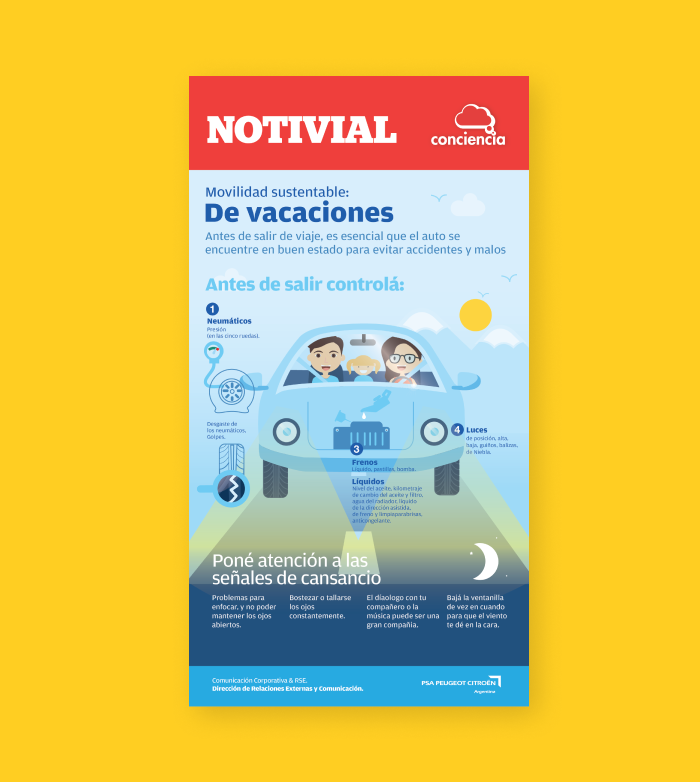 NOTIVIAL
conciencia
Movilidad sustentable:
De vacaciones
Antes de salir de viaje, es esencial que el auto se
encuentre en buen estado para evitar accidentes y malos
Antes de salir controlá:
1
Neumáticos
Presión
(en las cinco ruedas).
Desgaste de
los neumáticos,
Golpes.
4 Luces
de posición, alta,
baja, guiños, balizas,
de Niebla.
3
Frenos
Líquido, pastillas, bomba.
Líquidos
Nivel del aceite, kilometraje
de cambio del aceite y filtro,
agua del radiador, líquido
de la dirección asistida,
de freno y limpiaparabrisas,
anticongelante.
Poné atención a las
señales de cansancio
Problemas para
enfocar, y no poder
mantener los ojos
abiertos.
Bostezar o tallarse
los ojos
constantemente.
El díaologo con tu
compañero o la
música puede ser una
gran compañía.
Bajá la ventanilla
de vez en cuando
para que el viento
te dé en la cara.
Comunicación Corporativa & RSE.
Dirección de Relaciones Externas y Comunicación.
PSA PEUGEOT CITROËN
Argentina